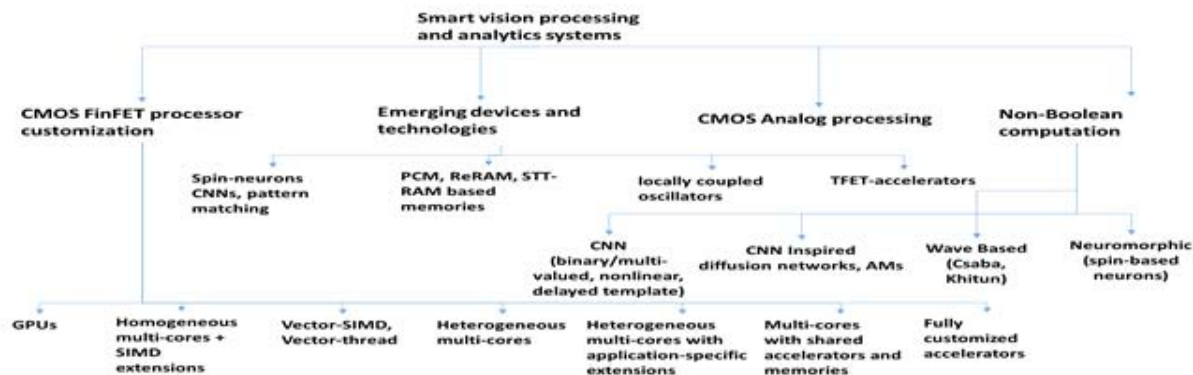 Smart vision processing
and analytics systems
CMOS FinFET processor
customization
Emerging devices and
technologies
CMOS Analog processing
Non-Boolean
computation
Spin-neurons
CNNs, pattern
matching
PCM, ReRAM, STT-
RAM based
memories
locally coupled
oscillators
TFET-accelerators
CNN
(binary/multi-
valued, nonlinear,
delayed template)
CNN Inspired
diffusion networks, AMs
Wave Based
(Csaba,
Khitun)
Neuromorphic
(spin-based
neurons)
GPUs
Homogeneous
multi-cores +
SIMD
extensions
Vector-SIMD,
Vector-thread
Heterogeneous
multi-cores
Heterogeneous
multi-cores with
application-specific
extensions
Multi-cores
with shared
accelerators and
memories
Fully
customized
accelerators